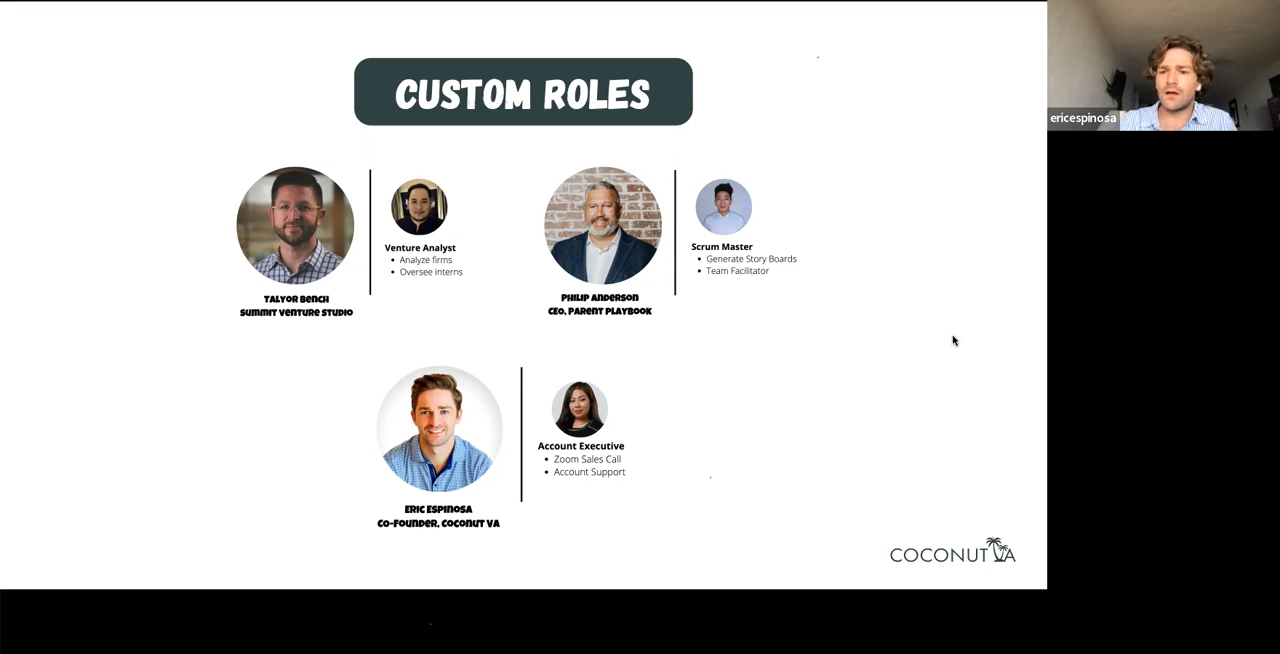 CUSTOM ROLES
ericespinosa
Venture Analyst
Analyze firms
Oversee interns
TALYOR BENCH
SUMMIT VENTURE STUDIO
Scrum Master
Generate Story Boards
Team Facilitator
PHILIP ANDERSON
CEO, PARENT PLAYBOOK
Account Executive
Zoom Sales Call
Account Support
ERIC ESPINOSA
CO-FOUNDER, COCONUT VA
COCONUT VA